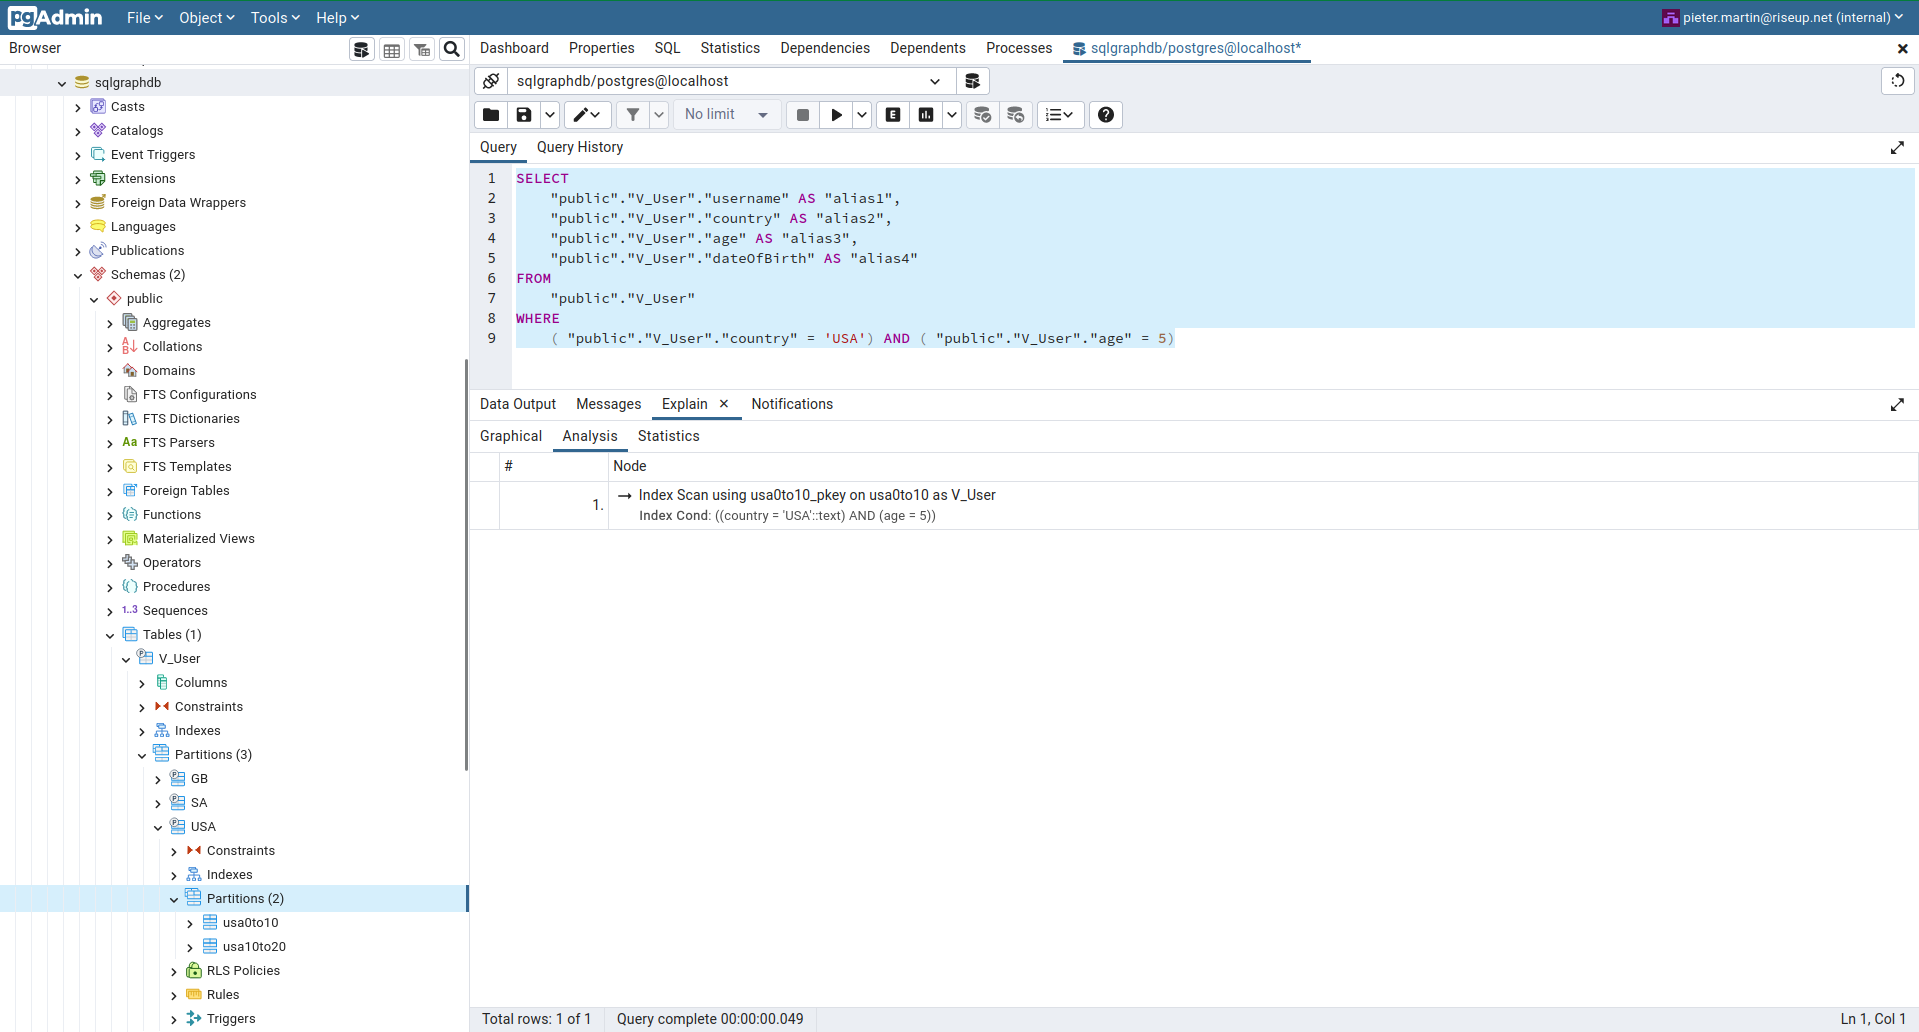 pgAdmin File Object Tools Help pieter.martin@riseup.net (internal)
Browser
sqlgraphdb
Casts
Catalogs
Event Triggers
Extensions
Foreign Data Wrappers
Languages
Publications
Schemas (2)
public
Aggregates
Collations
Domains
FTS Configurations
FTS Dictionaries
Aa FTS Parsers
FTS Templates
Foreign Tables
Functions
Materialized Views
Operators
Procedures
1..3 Sequences
Tables (1)
V_User
Columns
Constraints
Indexes
Partitions (3)
GB
SA
USA
Constraints
Indexes
Partitions (2)
usa0to10
usa10to20
RLS Policies
Rules
Triggers
Dashboard Properties SQL Statistics Dependencies Dependents Processes sqlgraphdb/postgres@localhost*
sqlgraphdb/postgres@localhost
No limit E
Query Query History
1 SELECT
2 "public"."V_User"."username" AS "alias1",
3 "public"."V_User"."country" AS "alias2",
4 "public"."V_User"."age" AS "alias3",
5 "public"."V_User"."dateOfBirth" AS "alias4"
6 FROM
7 "public"."V_User"
8 WHERE
9 ( "public"."V_User"."country" = 'USA') AND ( "public"."V_User"."age" = 5)
Data Output Messages Explain Notifications
Graphical Analysis Statistics
# Node
1. → Index Scan using usa0to10_pkey on usa0to10 as V_User
Index Cond: ((country = 'USA'::text) AND (age = 5))
Total rows: 1 of 1 Query complete 00:00:00.049 Ln 1, Col 1